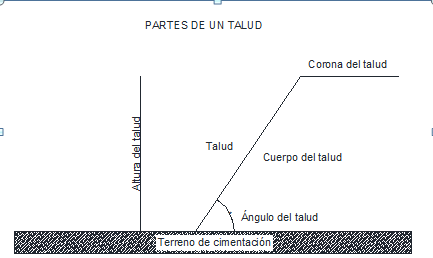 PARTES DE UN TALUD
Corona del talud
Altura del talud
Talud
Cuerpo del talud
Ángulo del talud
Terreno de cimentación